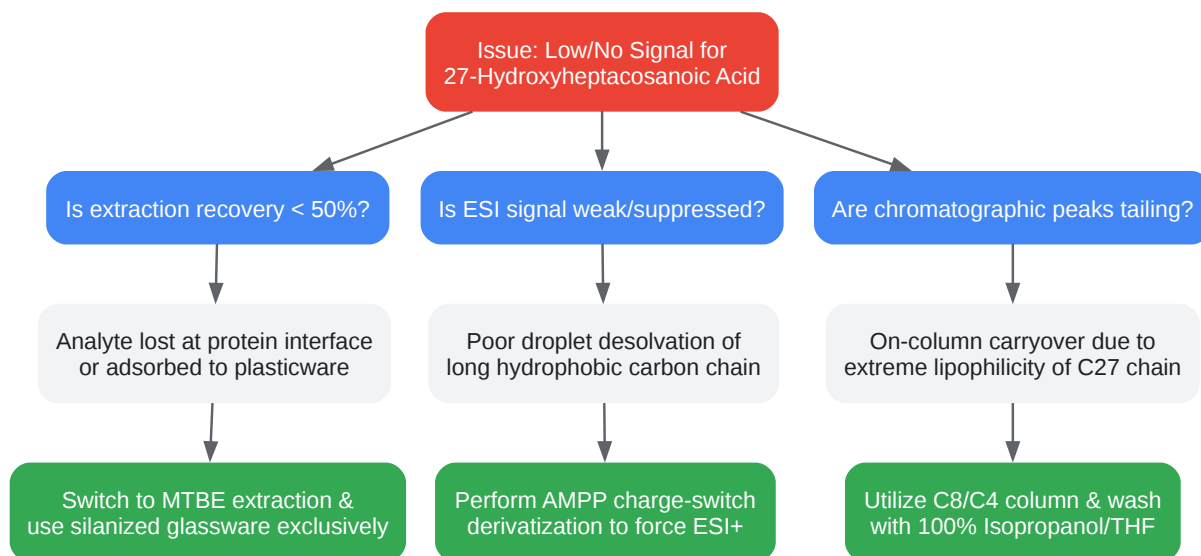 Issue: Low/No Signal for
27-Hydroxyheptacosanoic Acid
Is extraction recovery < 50%?
Is ESI signal weak/suppressed?
Are chromatographic peaks tailing?
Analyte lost at protein interface
or adsorbed to plasticware
Poor droplet desolvation of
long hydrophobic carbon chain
On-column carryover due to
extreme lipophilicity of C27 chain
Switch to MTBE extraction &
use silanized glassware exclusively
Perform AMPP charge-switch
derivatization to force ESI+
Utilize C8/C4 column & wash
with 100% Isopropanol/THF